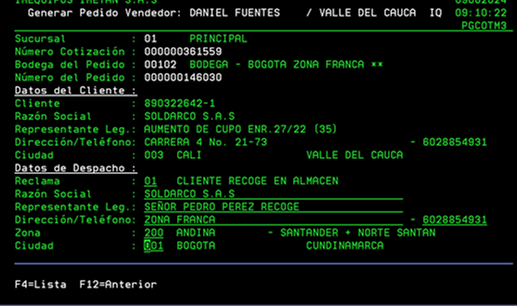 IREQUIPOS IRETAN S.A.S
Generar Pedido Vendedor: DANIEL FUENTES / VALLE DEL CAUCA IQ 09:10:22
PGCOTM3
Sucursal : 01 PRINCIPAL
Número Cotización : 000000361559
Bodega del Pedido : 00102 BODEGA - BOGOTA ZONA FRANCA **
Número del Pedido : 000000146030
Datos del Cliente :
Cliente : 890322642-1
Razón Social : SOLDARCO S.A.S
Representante Leg.: AUMENTO DE CUPO ENR.27/22 (35)
Dirección/Teléfono: CARRERA 4 No. 21-73 - 6028854931
Ciudad : 003 CALI VALLE DEL CAUCA
Datos de Despacho :
Reclama : 01 CLIENTE RECOGE EN ALMACEN
Razón Social : SOLDARCO S.A.S
Representante Leg.: SEÑOR PEDRO PEREZ RECOGE
Dirección/Teléfono: ZONA FRANCA - 6028854931
Zona : 200 ANDINA - SANTANDER + NORTE SANTAN
Ciudad : 001 BOGOTA CUNDINAMARCA
F4=Lista F12=Anterior